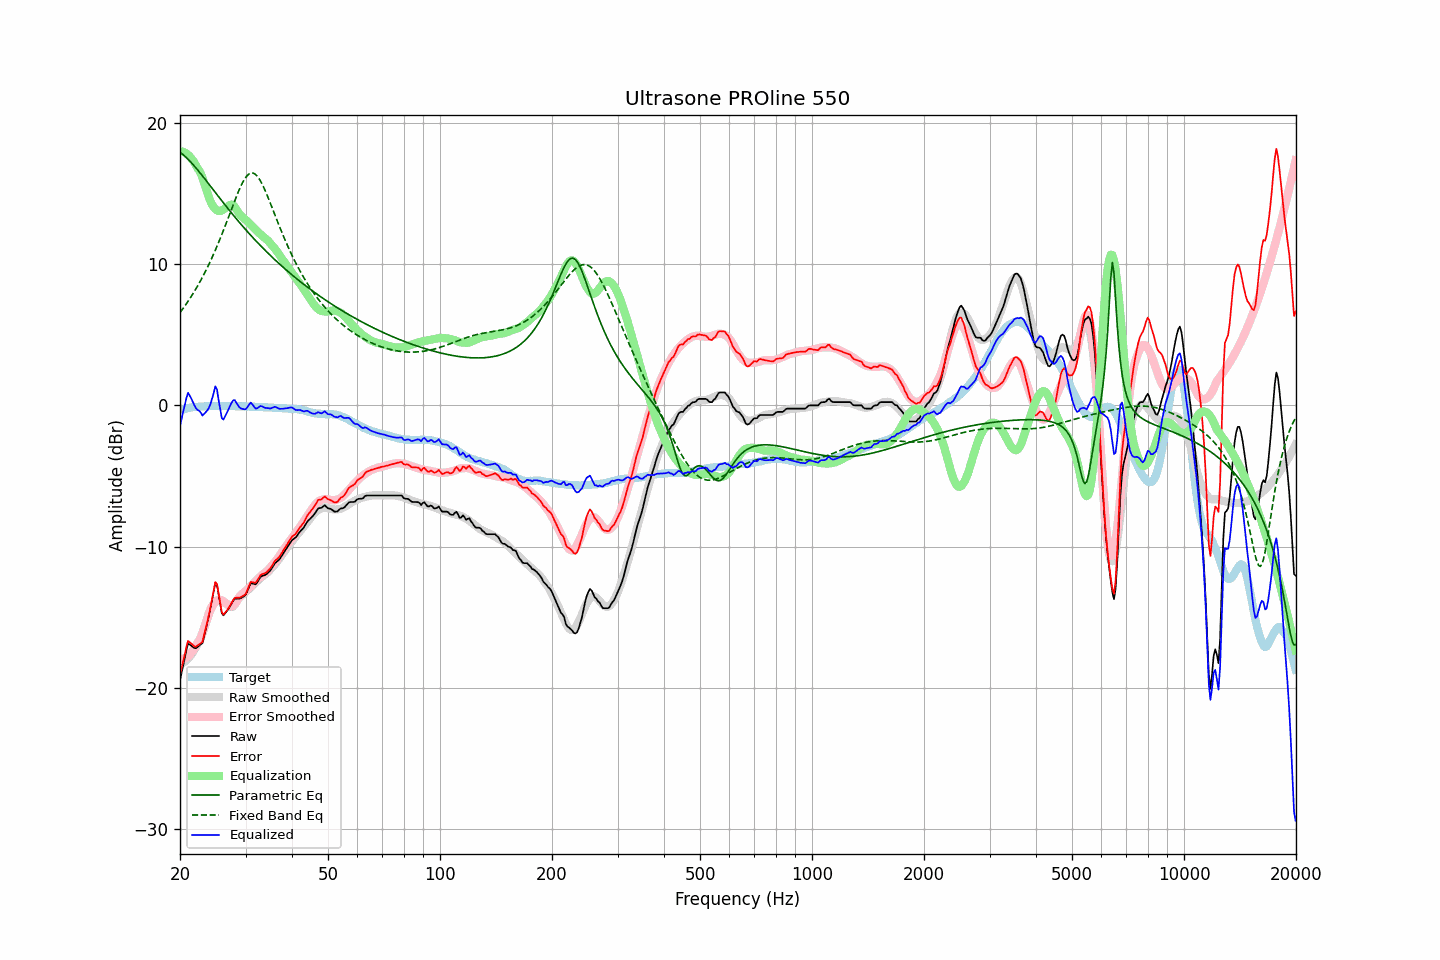 Ultrasone PROline 550
20
10
0
−10
−20
−30
Amplitude (dBr)
Target
Raw Smoothed
Error Smoothed
Raw
Error
Equalization
Parametric Eq
Fixed Band Eq
Equalized
20 50 100 200 500 1000 2000 5000 10000 20000
Frequency (Hz)